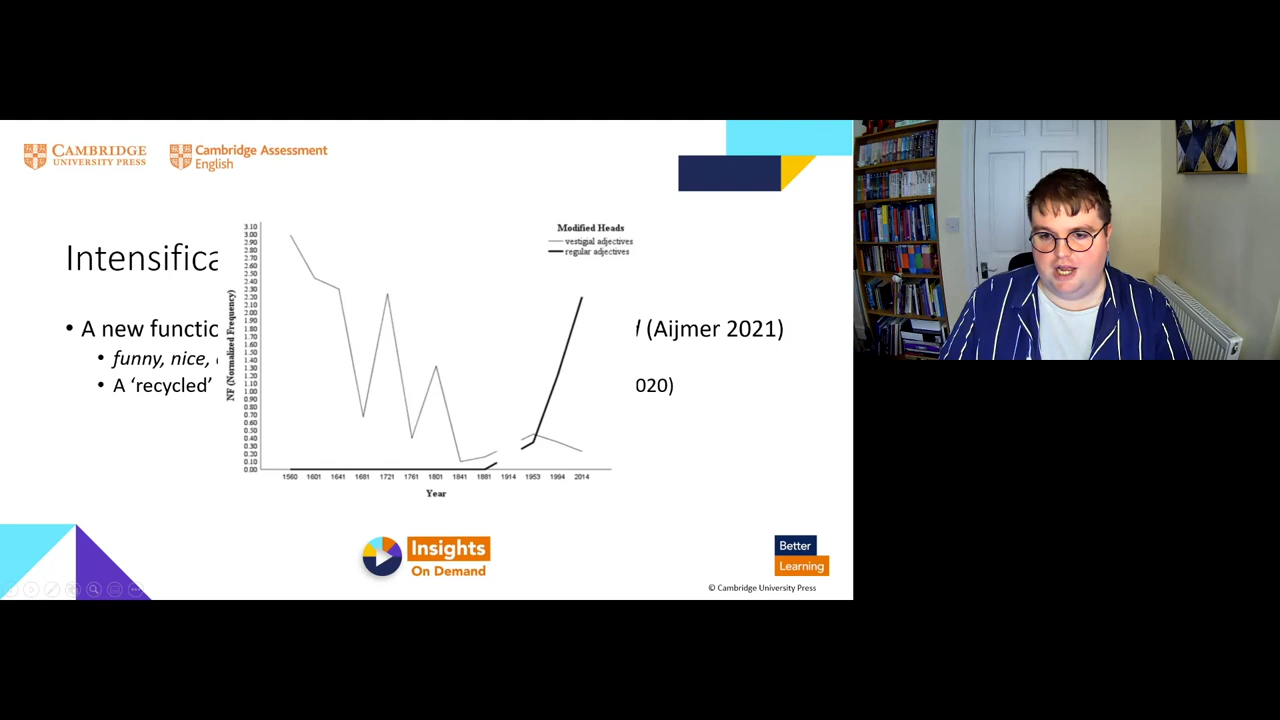 CAMBRIDGE
UNIVERSITY PRESS
Cambridge Assessment
English
Intensifica
• A new functio
(Aijmer 2021)
• funny, nice,
• A ‘recycled’
020)
Modified Heads
vestigial adjectives
regular adjectives
NF (Normalized Frequency)
3.10
3.00
2.90
2.80
2.70
2.60
2.50
2.40
2.30
2.20
2.10
2.00
1.90
1.80
1.70
1.60
1.50
1.40
1.30
1.20
1.10
1.00
0.90
0.80
0.70
0.60
0.50
0.40
0.30
0.20
0.10
0.00
1560 1601 1641 1681 1721 1761 1801 1841 1881 1914 1953 1994 2014
Year
Insights
On Demand
Better
Learning
© Cambridge University Press